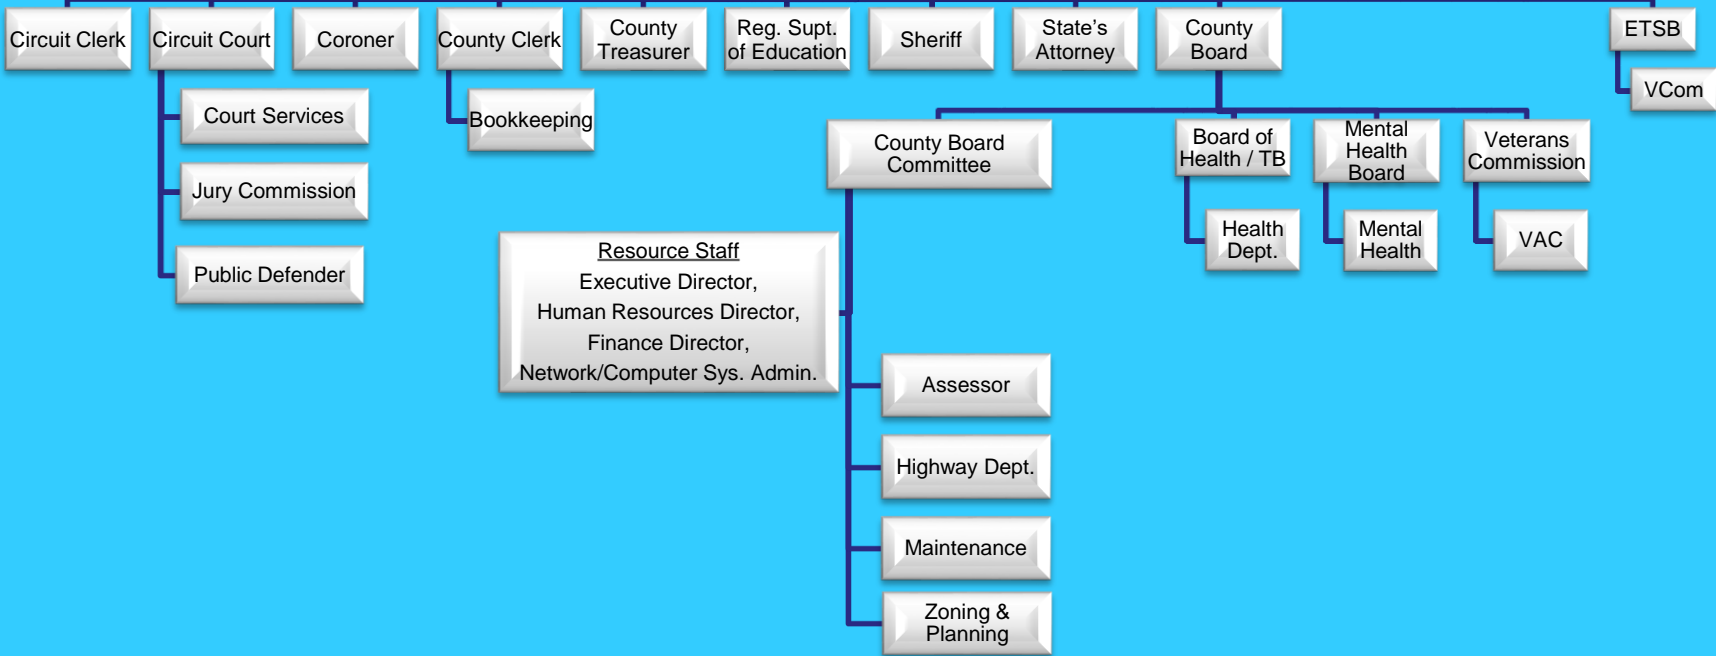 Circuit Clerk
Circuit Court
Coroner
County Clerk
County
Treasurer
Reg. Supt.
of Education
Sheriff
State’s
Attorney
County
Board
ETSB
VCom
Court Services
Bookkeeping
Jury Commission
Public Defender
County Board
Committee
Board of
Health / TB
Mental
Health
Board
Veterans
Commission
Health
Dept.
Mental
Health
VAC
Resource Staff
Executive Director,
Human Resources Director,
Finance Director,
Network/Computer Sys. Admin.
Assessor
Highway Dept.
Maintenance
Zoning &
Planning